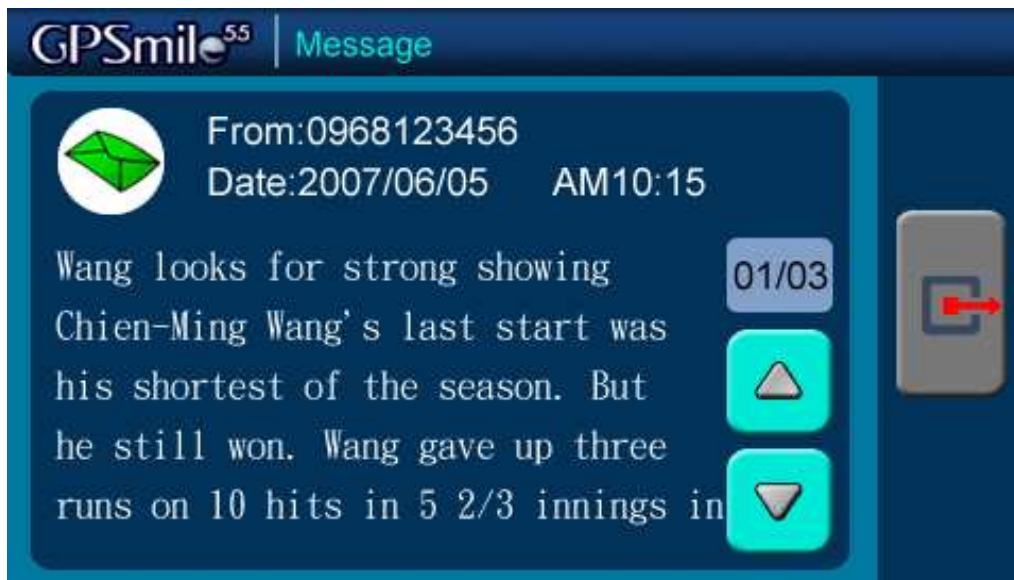 GPSmile55 Message
From:0968123456
Date:2007/06/05 AM10:15
Wang looks for strong showing
01/03
Chien-Ming Wang's last start was
his shortest of the season. But
he still won. Wang gave up three
runs on 10 hits in 5 2/3 innings in